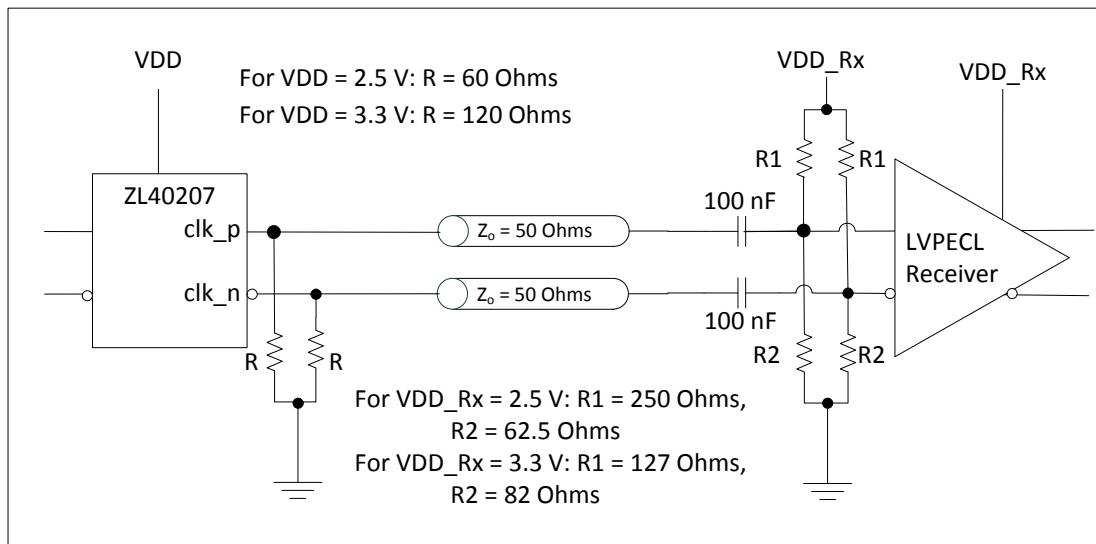 VDD
For VDD = 2.5 V: R = 60 Ohms
For VDD = 3.3 V: R = 120 Ohms
VDD_Rx
VDD_Rx
R1
R1
ZL40207
100 nF
clk_p
Zo = 50 Ohms
LVPECL
Receiver
clk_n
Zo = 50 Ohms
100 nF
R
R
R2
R2
For VDD_Rx = 2.5 V: R1 = 250 Ohms,
R2 = 62.5 Ohms
For VDD_Rx = 3.3 V: R1 = 127 Ohms,
R2 = 82 Ohms